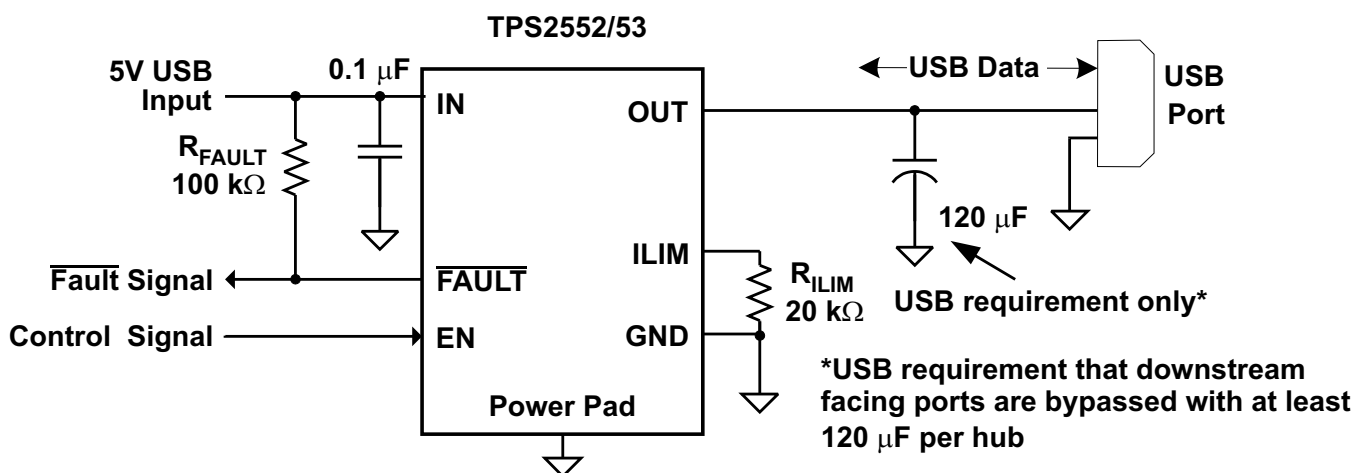 TPS2552/53
5V USB
Input
0.1 μF
IN
OUT
USB Data
USB
Port
R_FAULT
100 kΩ
120 μF
ILIM
R_ILIM
20 kΩ
USB requirement only*
Fault Signal
FAULT
Control Signal
EN
GND
Power Pad
*USB requirement that downstream
facing ports are bypassed with at least
120 μF per hub